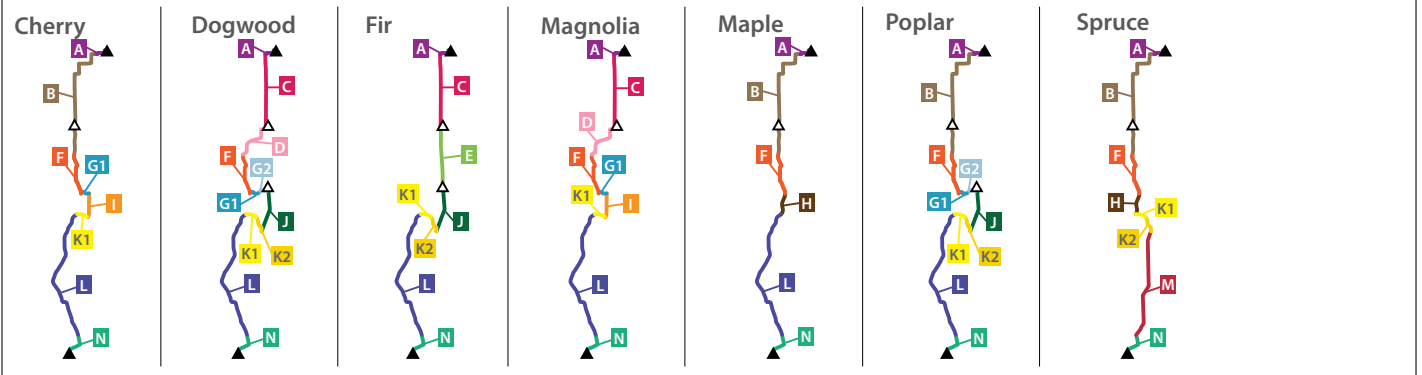 Cherry
A
B
F
G1
I
K1
L
N
Dogwood
A
C
D
F
G2
G1
J
K1
K2
L
N
Fir
A
C
E
K1
J
K2
L
N
Magnolia
A
C
D
F
G1
K1
I
L
N
Maple
A
B
F
H
L
N
Poplar
A
B
F
G2
G1
J
K1
K2
L
N
Spruce
A
B
F
H
K1
K2
M
N